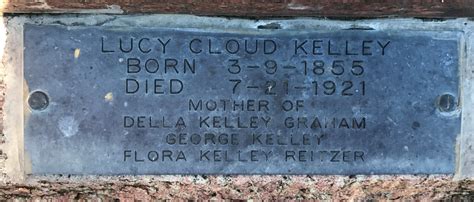 LUCY CLOUD KELLEY
BORN 3-9-1855
DIED 7-21-1921
MOTHER OF
DELLA KELLEY GRAHAM
GEORGE KELLEY
FLORA KELLEY REITZER